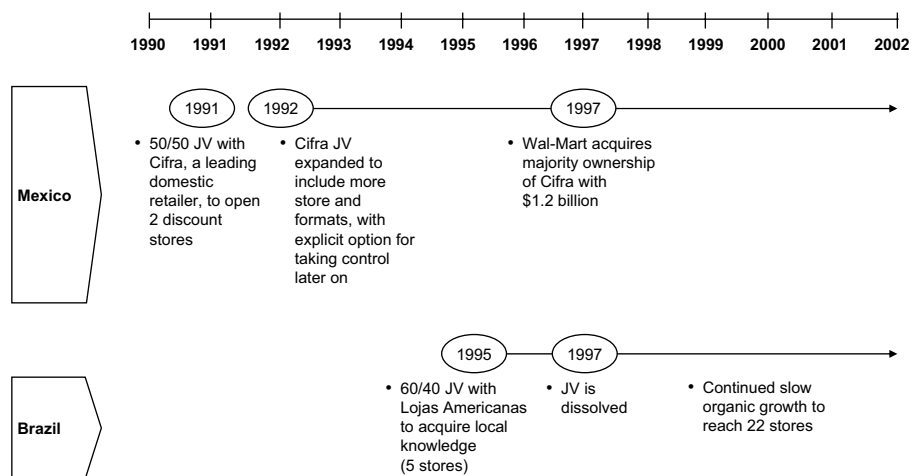 1990 1991 1992 1993 1994 1995 1996 1997 1998 1999 2000 2001 2002
Mexico
1991 1992 1997
• 50/50 JV with
Cifra, a leading
domestic
retailer, to open
2 discount
stores
• Cifra JV
expanded to
include more
store and
formats, with
explicit option for
taking control
later on
• Wal-Mart acquires
majority ownership
of Cifra with
$1.2 billion
Brazil
1995 1997
• 60/40 JV with
Lojas Americanas
to acquire local
knowledge
(5 stores)
• JV is
dissolved
• Continued slow
organic growth to
reach 22 stores